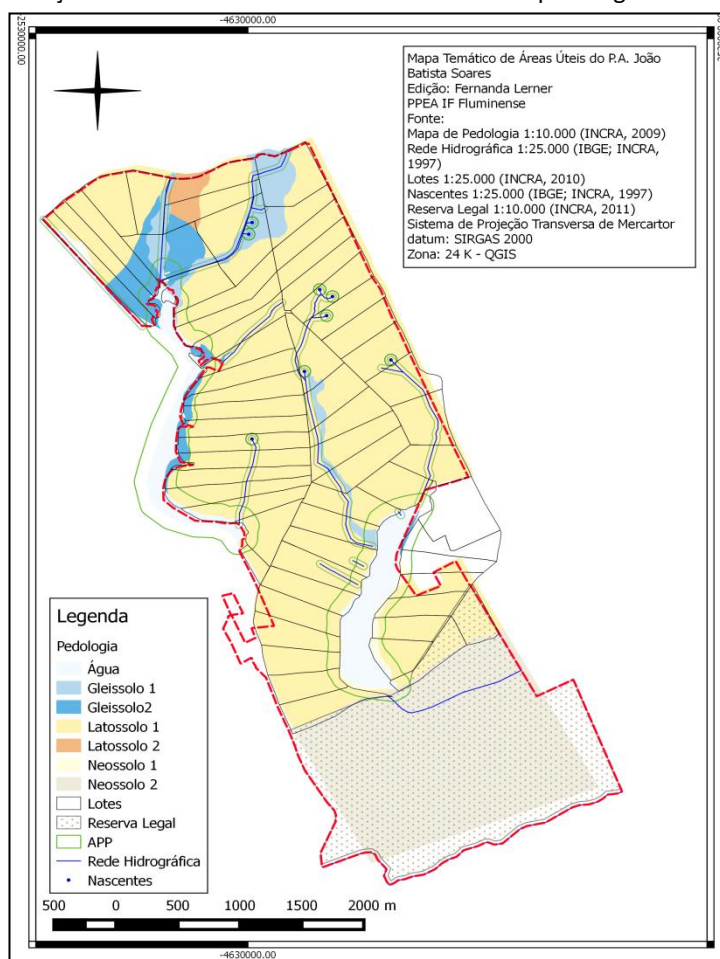 -4630000.00
2530000.00
Mapa Temático de Áreas Úteis do P.A. João
Batista Soares
Edição: Fernanda Lerner
PPEA IF Fluminense
Fonte:
Mapa de Pedologia 1:10.000 (INCRA, 2009)
Rede Hidrográfica 1:25.000 (IBGE; INCRA,
1997)
Lotes 1:25.000 (INCRA, 2010)
Nascentes 1:25.000 (IBGE; INCRA, 1997)
Reserva Legal 1:10.000 (INCRA, 2011)
Sistema de Projeção Transversa de Mercartor
datum: SIRGAS 2000
Zona: 24 K - QGIS
Legenda
Pedologia
Água
Gleissolo 1
Gleissolo2
Latossolo 1
Latossolo 2
Neossolo 1
Neossolo 2
Lotes
Reserva Legal
APP
Rede Hidrográfica
Nascentes
500 0 500 1000 1500 2000 m
-4630000.00